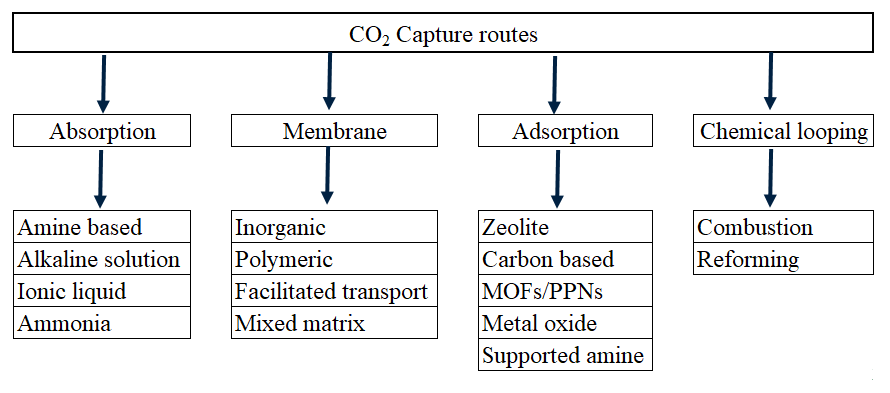 CO₂ Capture routes
Absorption
Membrane
Adsorption
Chemical looping
Amine based
Alkaline solution
Ionic liquid
Ammonia
Inorganic
Polymeric
Facilitated transport
Mixed matrix
Zeolite
Carbon based
MOFs/PPNs
Metal oxide
Supported amine
Combustion
Reforming